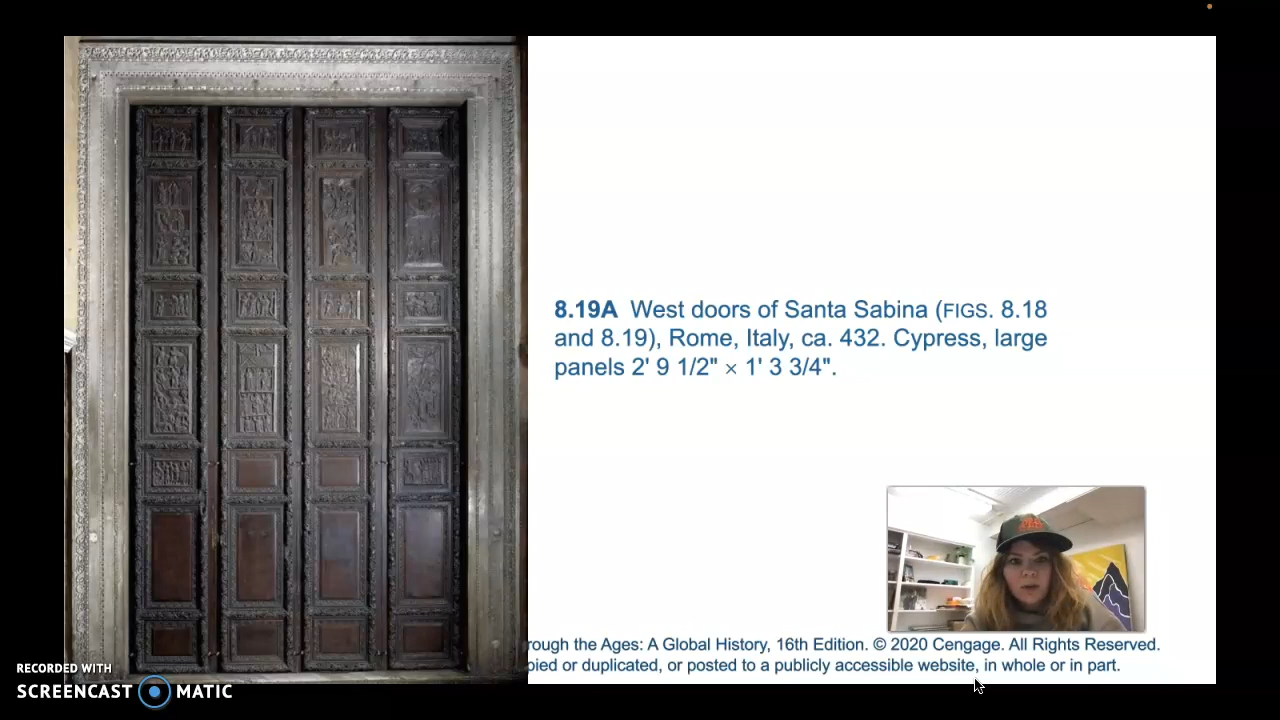 8.19A West doors of Santa Sabina (FIGS. 8.18
and 8.19), Rome, Italy, ca. 432. Cypress, large
panels 2' 9 1/2" × 1' 3 3/4".
rough the Ages: A Global History, 16th Edition. © 2020 Cengage. All Rights Reserved.
pied or duplicated, or posted to a publicly accessible website, in whole or in part.
RECORDED WITH
SCREENCAST MATIC